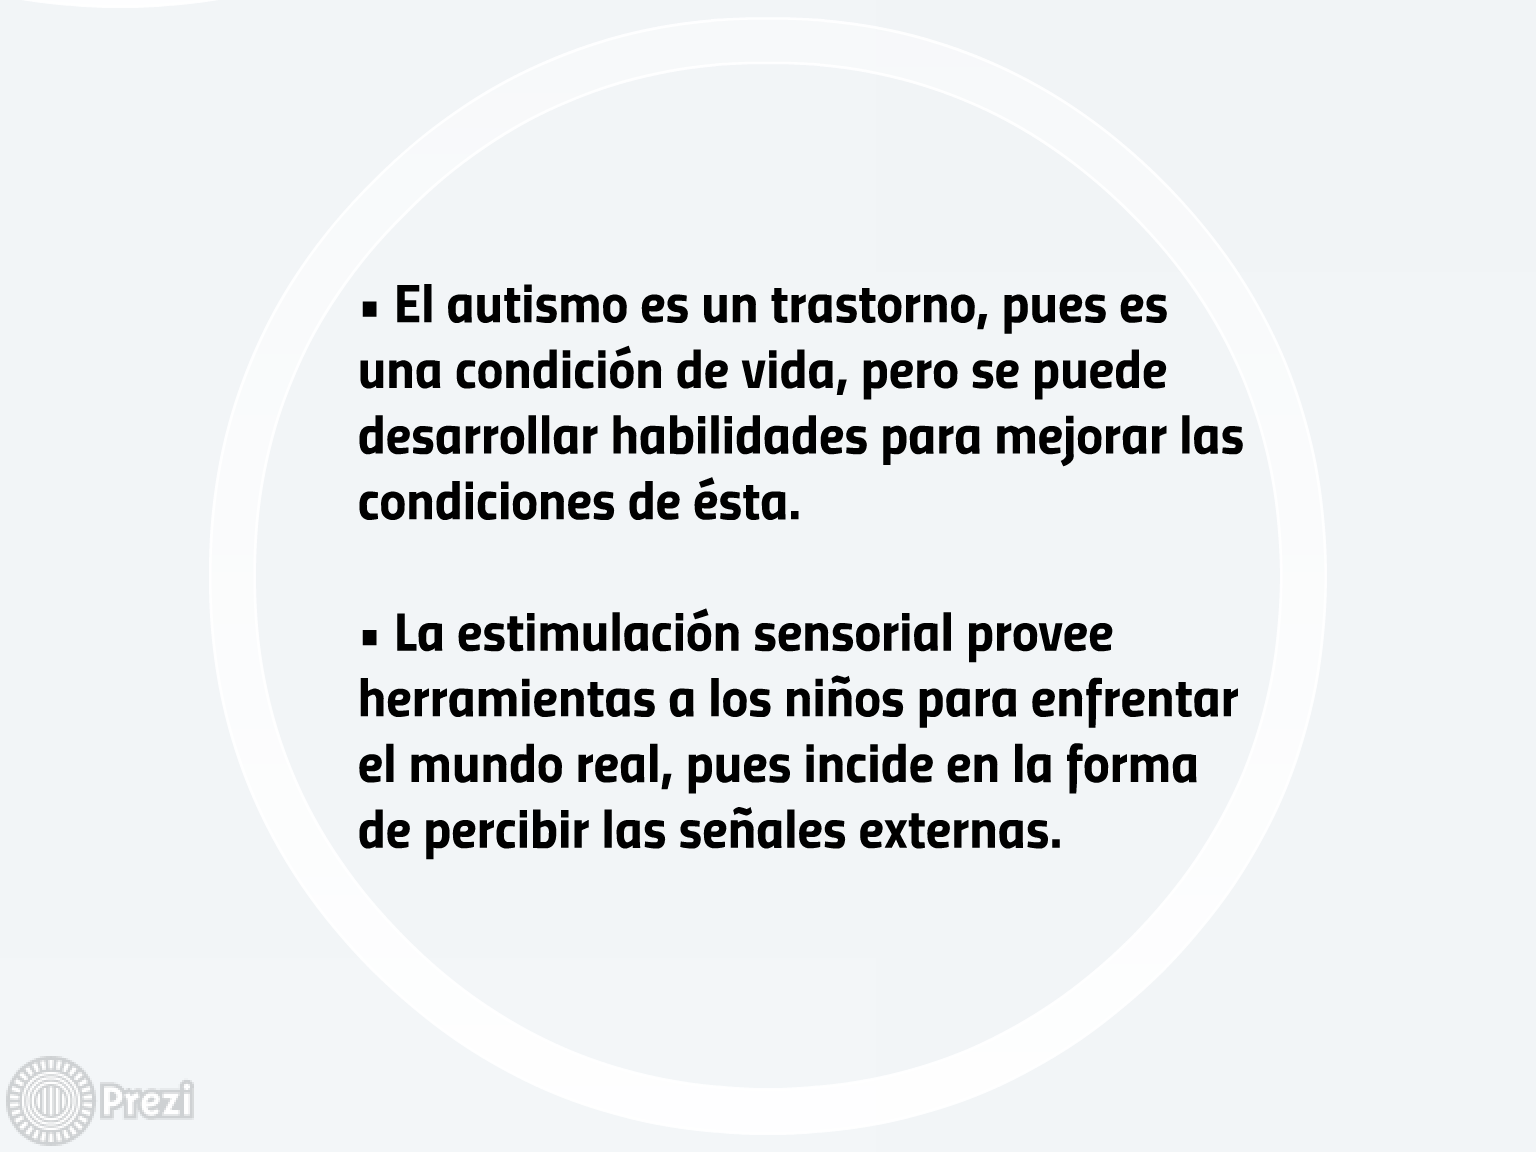 ▪ El autismo es un trastorno, pues es
una condición de vida, pero se puede
desarrollar habilidades para mejorar las
condiciones de ésta.
▪ La estimulación sensorial provee
herramientas a los niños para enfrentar
el mundo real, pues incide en la forma
de percibir las señales externas.
Prezi